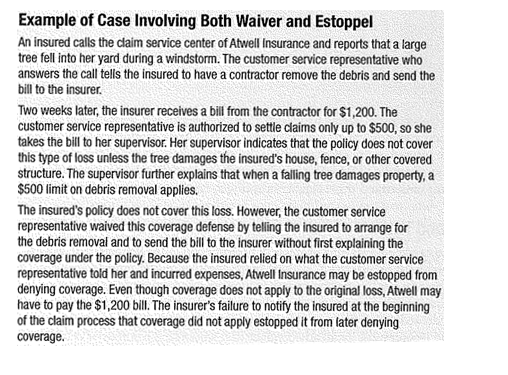 Example of Case Involving Both Waiver and Estoppel
An insured calls the claim service center of Atwell Insurance and reports that a large
tree fell into her yard during a windstorm. The customer service representative who
answers the call tells the insured to have a contractor remove the debris and send the
bill to the insurer.
Two weeks later, the insurer receives a bill from the contractor for $1,200. The
customer service representative is authorized to settle claims only up to $500, so she
takes the bill to her supervisor. Her supervisor indicates that the policy does not cover
this type of loss unless the tree damages the insured's house, fence, or other covered
structure. The supervisor further explains that when a falling tree damages property, a
$500 limit on debris removal applies.
The insured's policy does not cover this loss. However, the customer service
representative waived this coverage defense by telling the insured to arrange for
the debris removal and to send the bill to the insurer without first explaining the
coverage under the policy. Because the insured relied on what the customer service
representative told her and incurred expenses, Atwell Insurance may be estopped from
denying coverage. Even though coverage does not apply to the original loss, Atwell may
have to pay the $1,200 bill. The insurer's failure to notify the insured at the beginning
of the claim process that coverage did not apply estopped it from later denying
coverage.